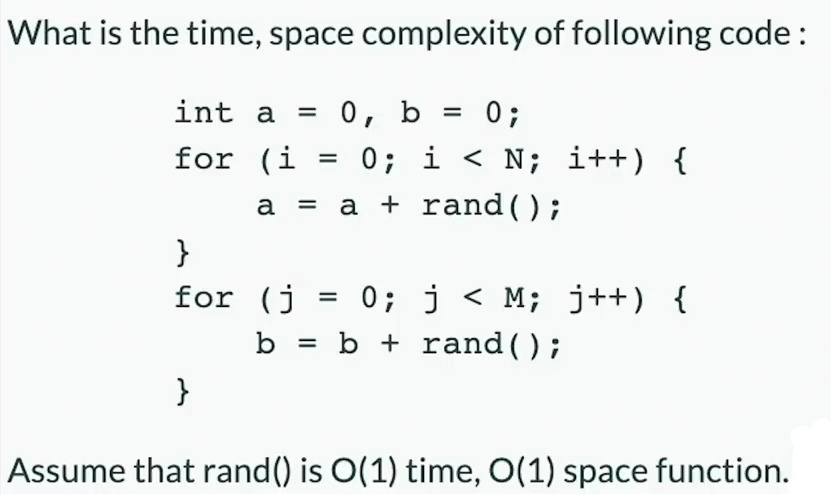 What is the time, space complexity of following code :
int a = 0, b = 0;
for (i = 0; i < N; i++) {
a = a + rand();
}
for (j = 0; j < M; j++) {
b = b + rand();
}
Assume that rand() is O(1) time, O(1) space function.